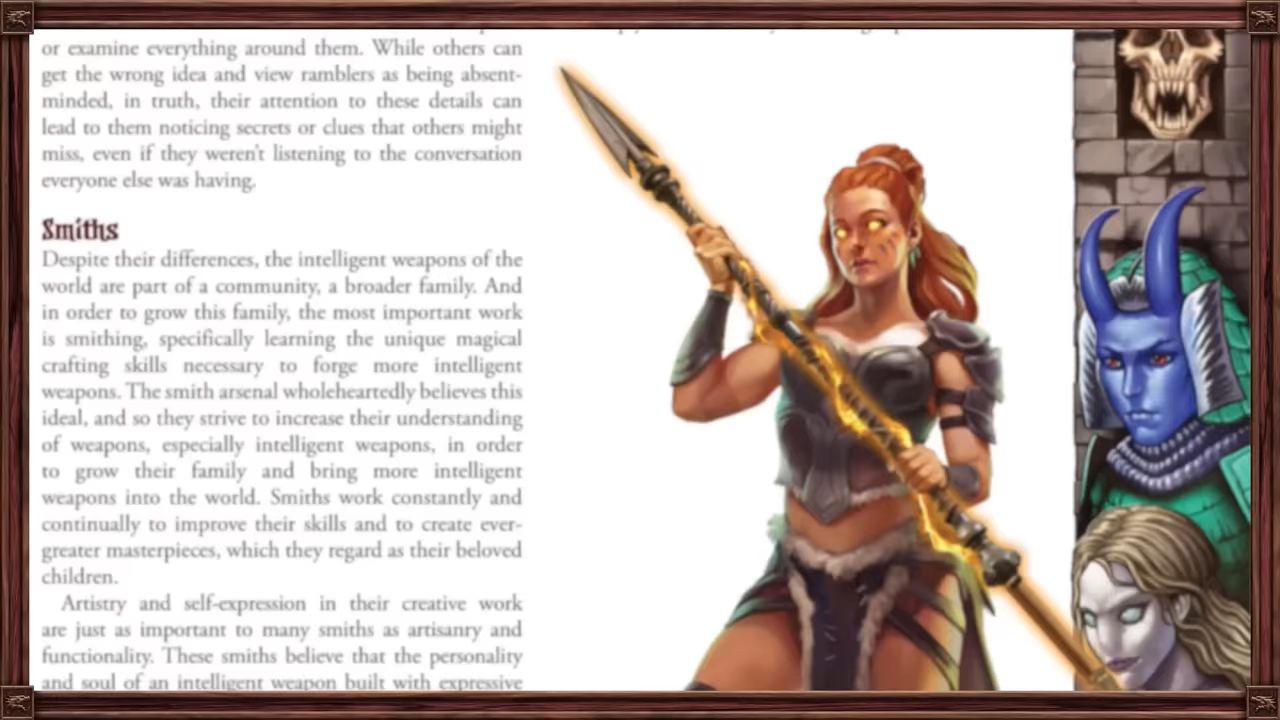 or examine everything around them. While others can
get the wrong idea and view ramblers as being absent-
minded, in truth, their attention to these details can
lead to them noticing secrets or clues that others might
miss, even if they weren't listening to the conversation
everyone else was having.
Smiths
Despite their differences, the intelligent weapons of the
world are part of a community, a broader family. And
in order to grow this family, the most important work
is smithing, specifically learning the unique magical
crafting skills necessary to forge more intelligent
weapons. The smith arsenal wholeheartedly believes this
ideal, and so they strive to increase their understanding
of weapons, especially intelligent weapons, in order
to grow their family and bring more intelligent
weapons into the world. Smiths work constantly and
continually to improve their skills and to create ever-
greater masterpieces, which they regard as their beloved
children.
Artistry and self-expression in their creative work
are just as important to many smiths as artisanry and
functionality. These smiths believe that the personality
and soul of an intelligent weapon built with expressive